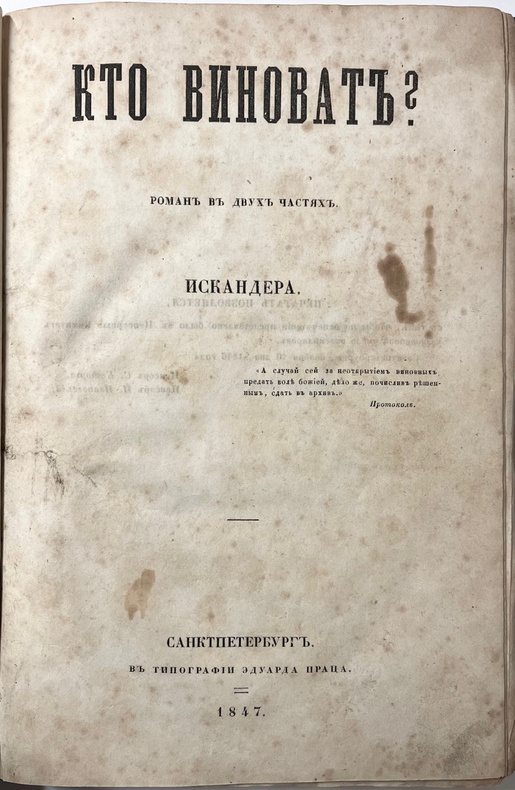 КТО ВИНОВАТЪ?
РОМАНЪ ВЪ ДВУХЪ ЧАСТЯХЪ.
ИСКАНДЕРА.
«А случай сей за неоткрытіемъ виновныхъ
предать волѣ божіей, дѣло же, почисливъ рѣшен-
нымъ, сдать въ архивъ.»
Протоколъ.
САНКТПЕТЕРБУРГЪ.
ВЪ ТИПОГРАФІИ ЭДУАРДА ПРАЦА.
1847.